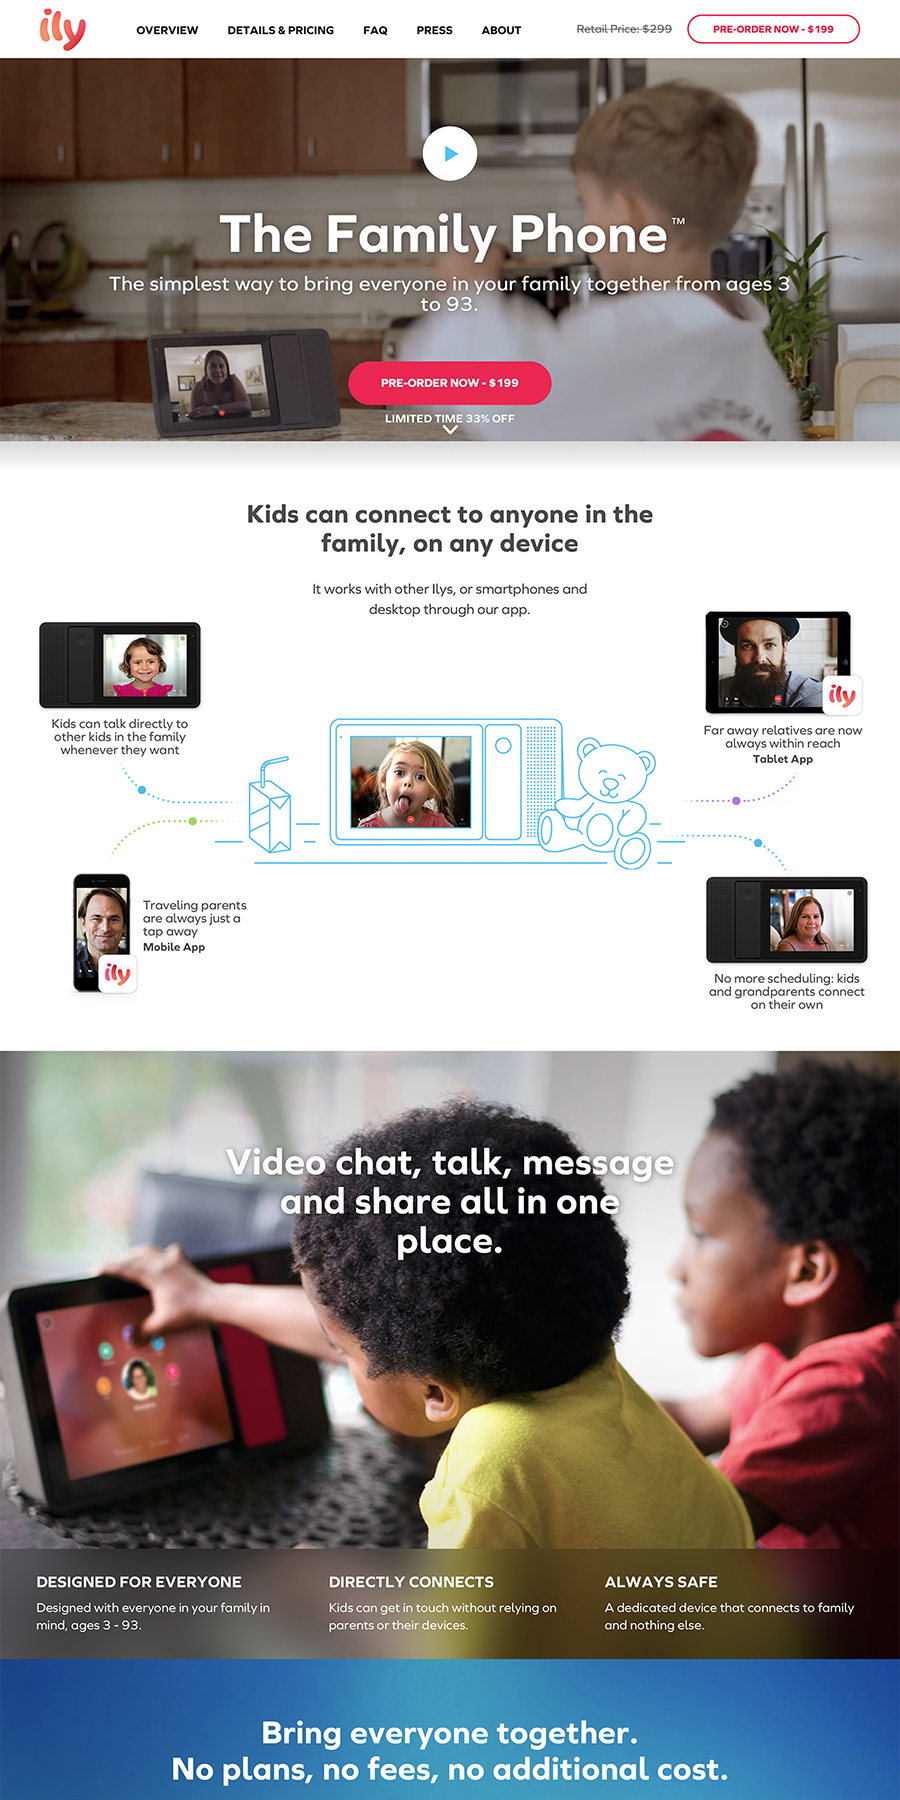 ily
OVERVIEW
DETAILS & PRICING
FAQ
PRESS
ABOUT
Retail Price: $299
PRE-ORDER NOW - $199
The Family Phone™
The simplest way to bring everyone in your family together from ages 3
to 93.
PRE-ORDER NOW - $199
LIMITED TIME 33% OFF
Kids can connect to anyone in the
family, on any device
It works with other Ilys, or smartphones and
desktop through our app.
Kids can talk directly to
other kids in the family
whenever they want
ily
Far away relatives are now
always within reach
Tablet App
Traveling parents
are always just a
tap away
Mobile App
ily
No more scheduling: kids
and grandparents connect
on their own
Video chat, talk, message
and share all in one
place.
DESIGNED FOR EVERYONE
Designed with everyone in your family in
mind, ages 3 - 93.
DIRECTLY CONNECTS
Kids can get in touch without relying on
parents or their devices.
ALWAYS SAFE
A dedicated device that connects to family
and nothing else.
Bring everyone together.
No plans, no fees, no additional cost.